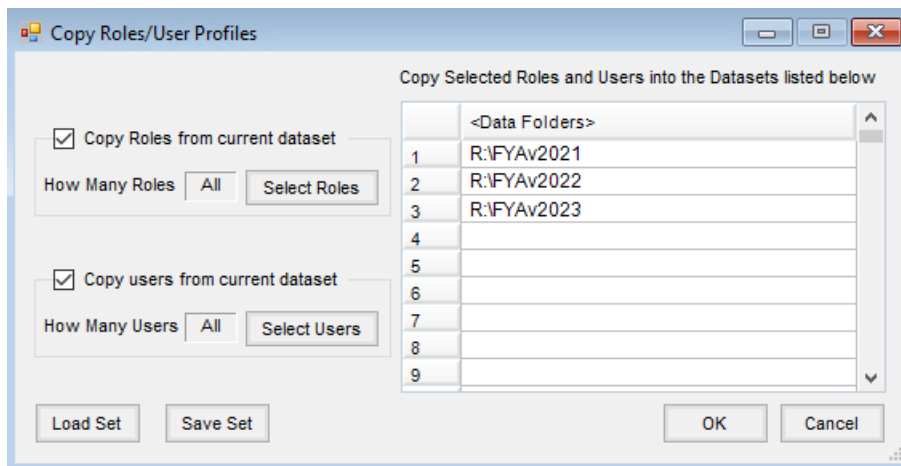 Copy Roles/User Profiles
Copy Selected Roles and Users into the Datasets listed below
Copy Roles from current dataset
How Many Roles All Select Roles
Copy users from current dataset
How Many Users All Select Users
<Data Folders>
1 R:\FYAv2021
2 R:\FYAv2022
3 R:\FYAv2023
4
5
6
7
8
9
Load Set Save Set OK Cancel